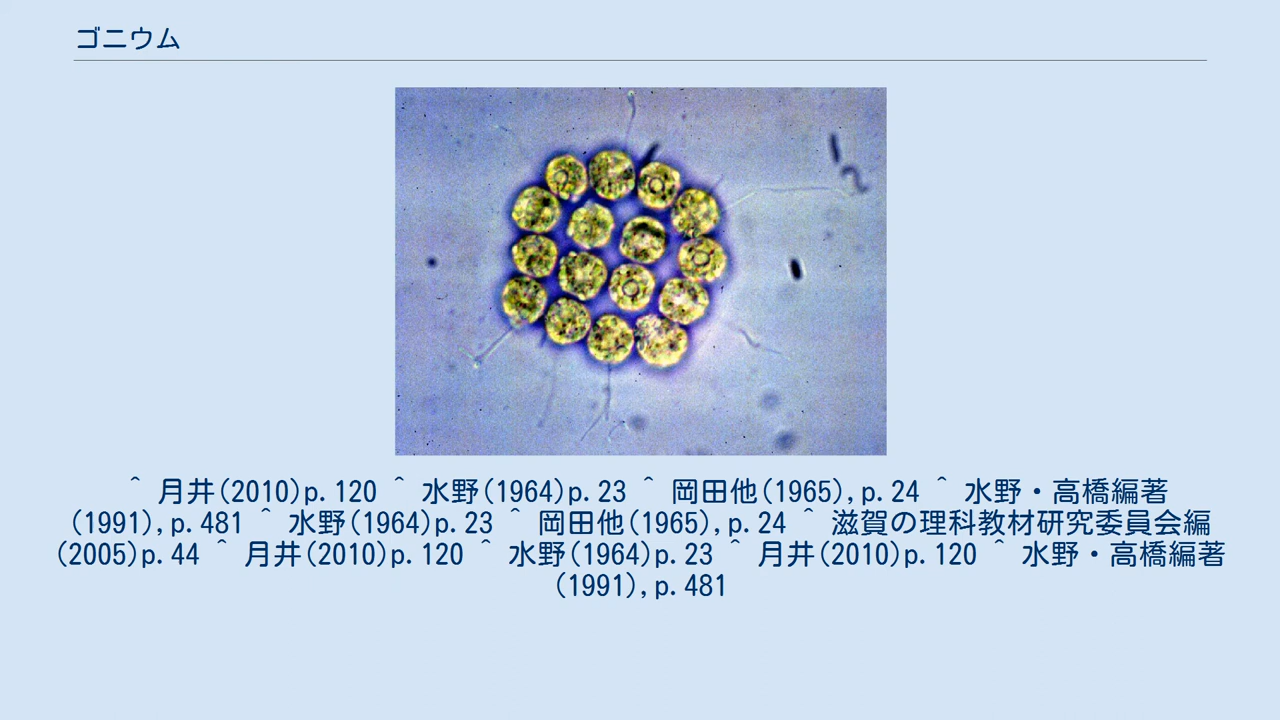 ゴニウム
^ 月井(2010)p.120 ^ 水野(1964)p.23 ^ 岡田他(1965),p.24 ^ 水野・高橋編著
(1991),p.481 ^ 水野(1964)p.23 ^ 岡田他(1965),p.24 ^ 滋賀の理科教材研究委員会編
(2005)p.44 ^ 月井(2010)p.120 ^ 水野(1964)p.23 ^ 月井(2010)p.120 ^ 水野・高橋編著
(1991),p.481